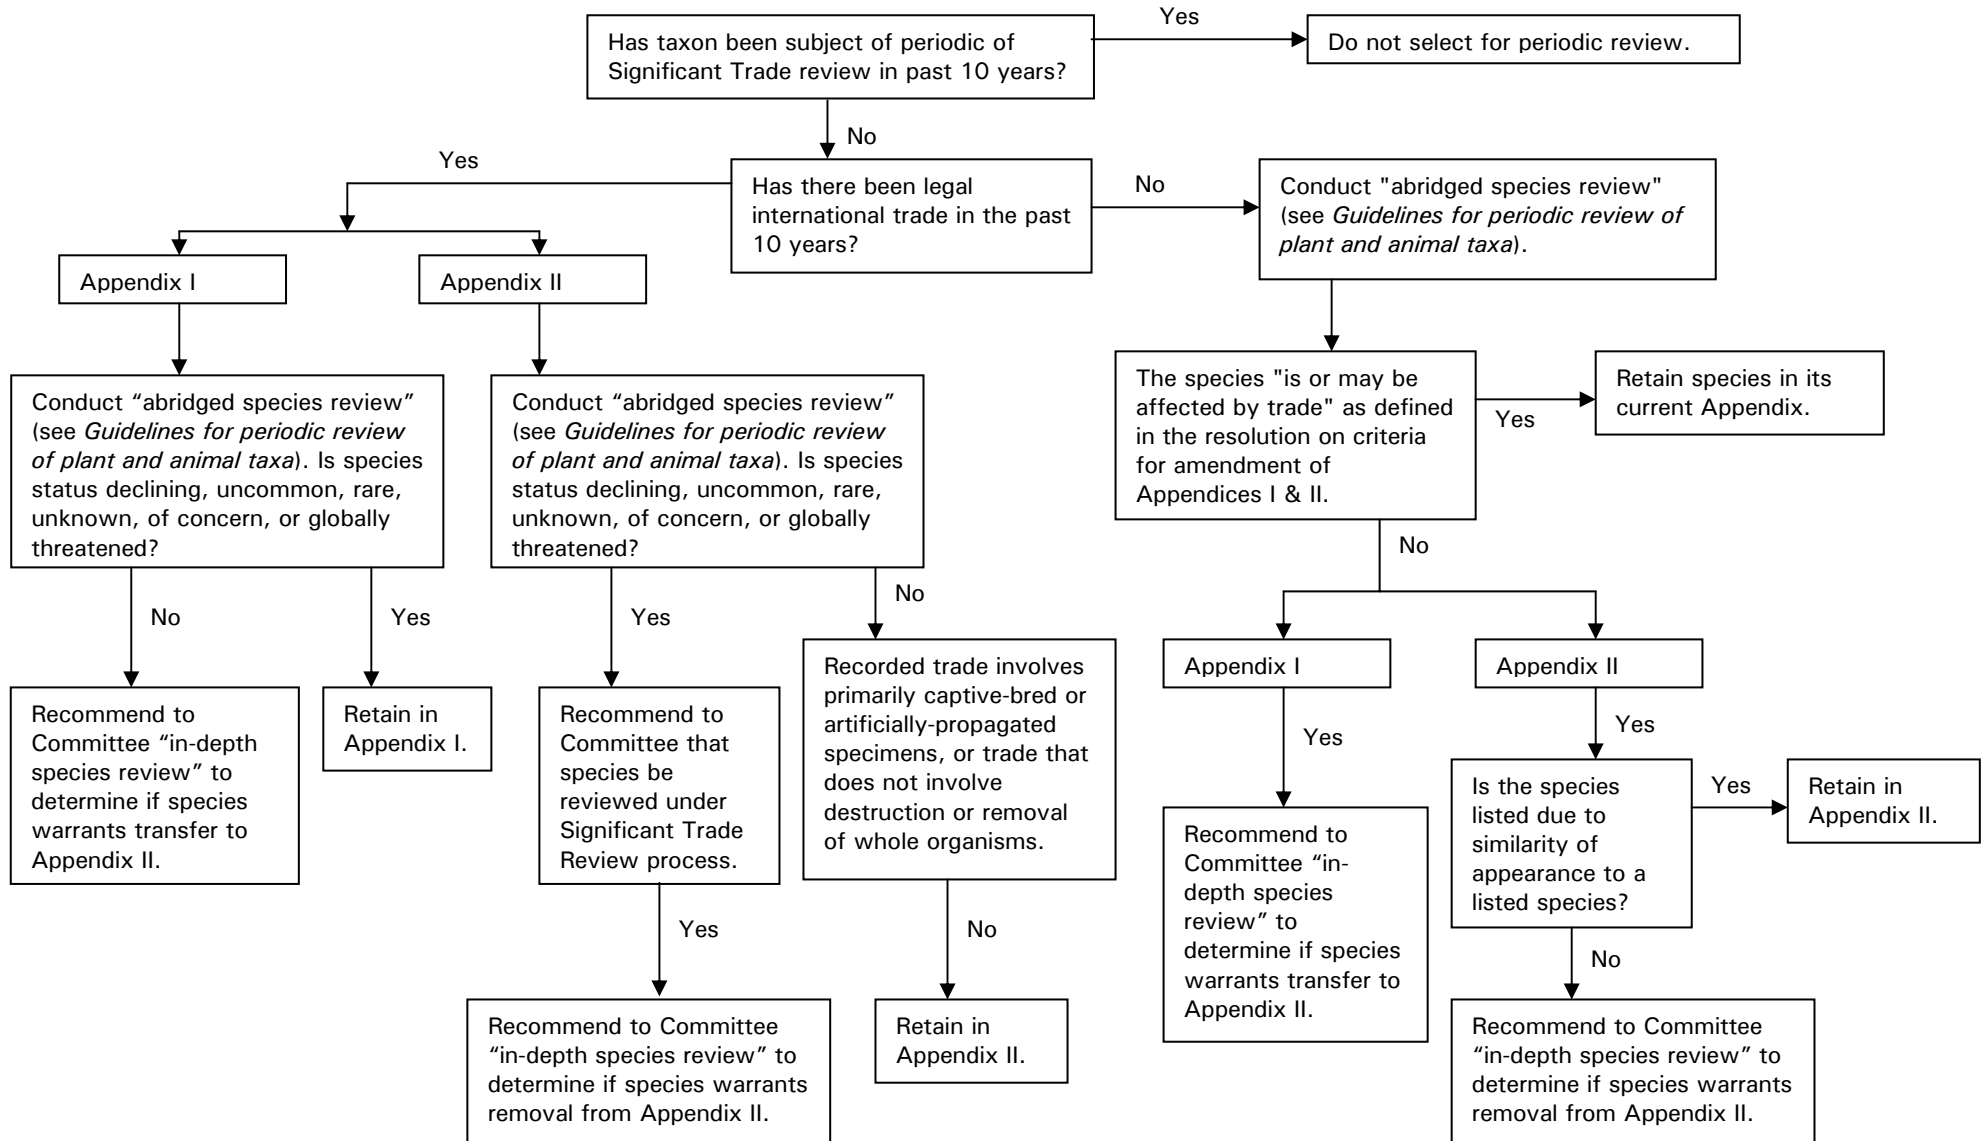 Yes
Has taxon been subject of periodic of
Significant Trade review in past 10 years?
Do not select for periodic review.
No
Yes
Has there been legal
international trade in the past
10 years?
No
Conduct "abridged species review"
(see Guidelines for periodic review of
plant and animal taxa).
Appendix I
Appendix II
Conduct “abridged species review”
(see Guidelines for periodic review
of plant and animal taxa). Is species
status declining, uncommon, rare,
unknown, of concern, or globally
threatened?
Conduct “abridged species review”
(see Guidelines for periodic review
of plant and animal taxa). Is species
status declining, uncommon, rare,
unknown, of concern, or globally
threatened?
The species "is or may be
affected by trade" as defined
in the resolution on criteria
for amendment of
Appendices I & II.
Yes
Retain species in its
current Appendix.
No
No
Yes
Yes
No
Recommend to
Committee “in-depth
species review” to
determine if species
warrants transfer to
Appendix II.
Retain in
Appendix I.
Recommend to
Committee that
species be
reviewed under
Significant Trade
Review process.
Recorded trade involves
primarily captive-bred or
artificially-propagated
specimens, or trade that
does not involve
destruction or removal
of whole organisms.
Appendix I
Appendix II
Yes
Yes
Recommend to
Committee “in-
depth species
review” to
determine if species
warrants transfer to
Appendix II.
Is the species
listed due to
similarity of
appearance to a
listed species?
Yes
Retain in
Appendix II.
Yes
No
No
Recommend to Committee
“in-depth species review” to
determine if species warrants
removal from Appendix II.
Retain in
Appendix II.
Recommend to Committee
“in-depth species review” to
determine if species warrants
removal from Appendix II.